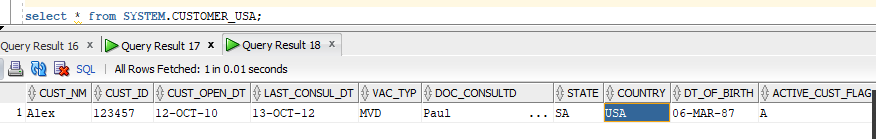 select * from SYSTEM.CUSTOMER_USA;
Query Result 16 x Query Result 17 x Query Result 18 x
SQL | All Rows Fetched: 1 in 0.01 seconds
CUST_NM CUST_ID CUST_OPEN_DT LAST_CONSUL_DT VAC_TYP DOC_CONSULTD STATE COUNTRY DT_OF_BIRTH ACTIVE_CUST_FLAG
1 Alex 123457 12-OCT-10 13-OCT-12 MVD Paul ... SA USA 06-MAR-87 A